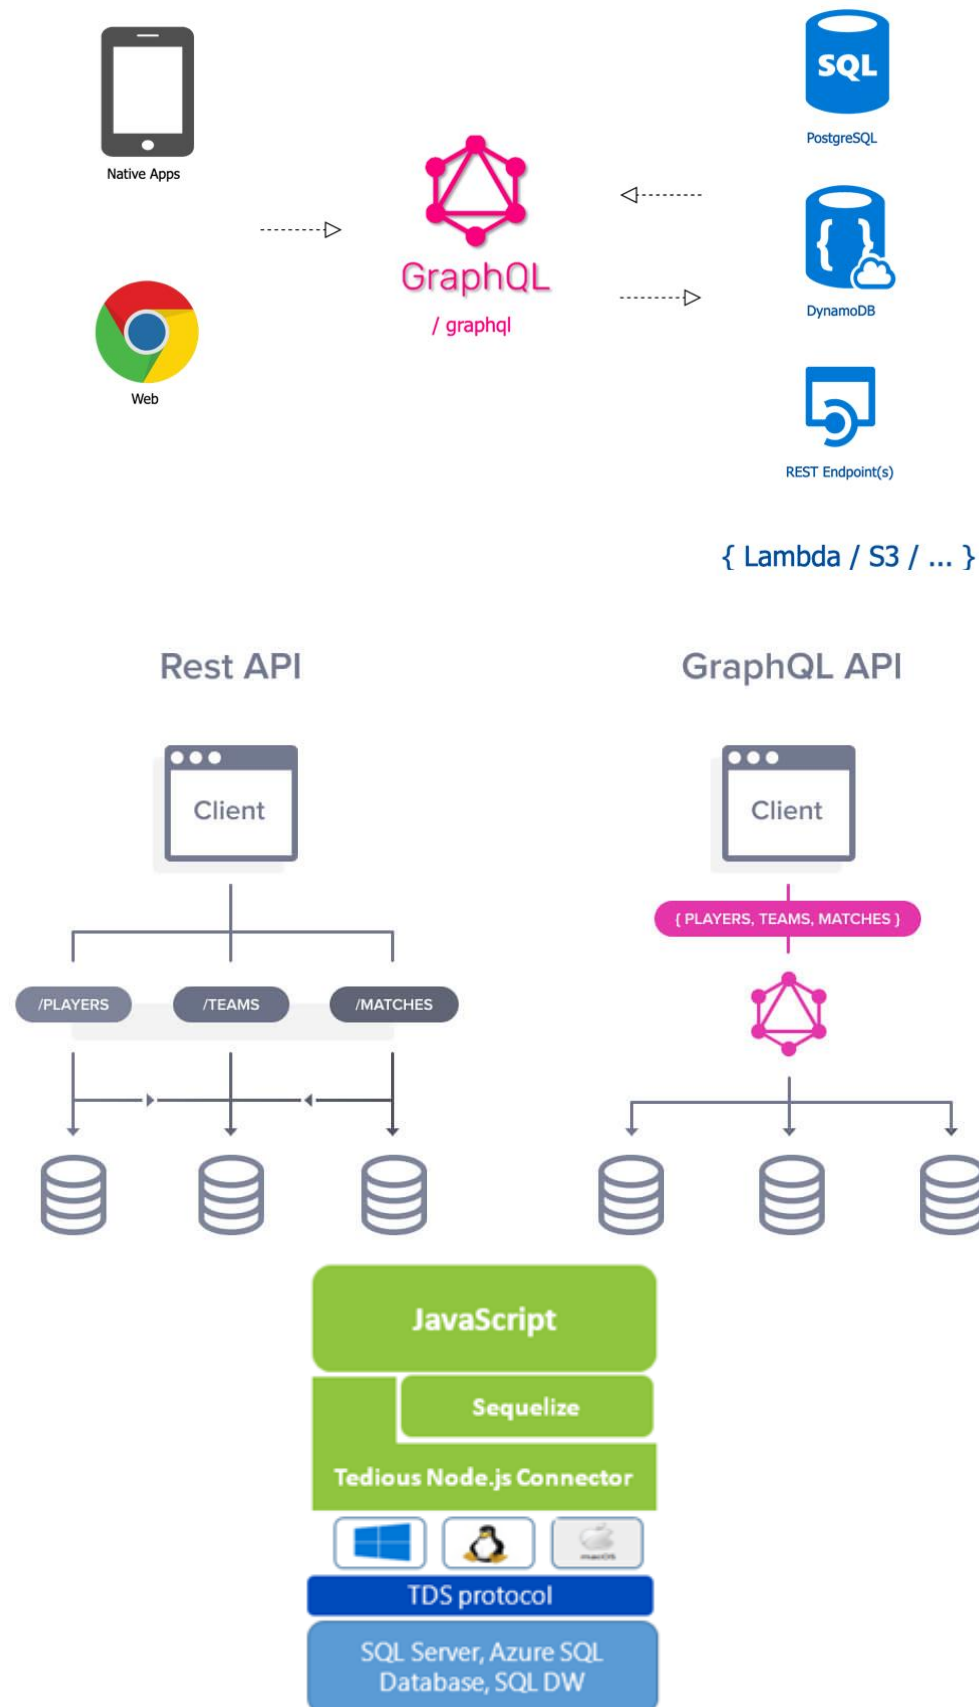 SQL
PostgreSQL
Native Apps
GraphQL
/ graphql
DynamoDB
Web
REST Endpoint(s)
{ Lambda / S3 / ... }
Rest API
GraphQL API
Client
Client
{ PLAYERS, TEAMS, MATCHES }
/PLAYERS
/TEAMS
/MATCHES
JavaScript
Sequelize
Tedious Node.js Connector
macOS
TDS protocol
SQL Server, Azure SQL
Database, SQL DW